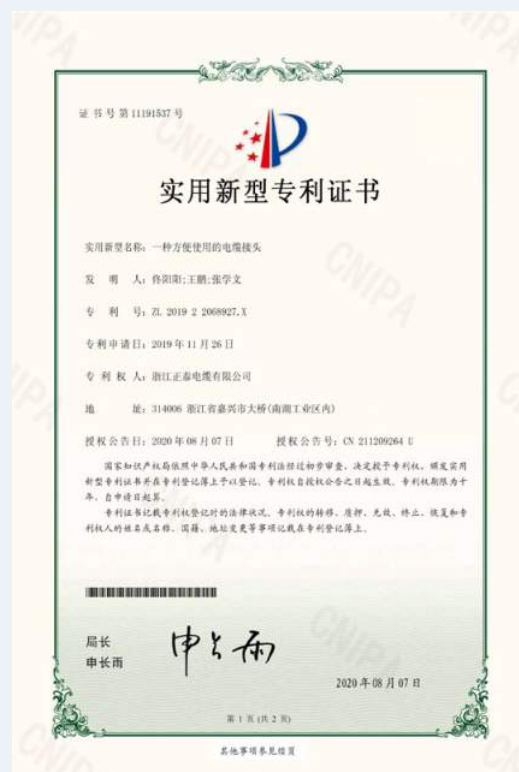 证书号第11191537号
实用新型专利证书
实用新型名称：一种方便使用的电缆接头
发明人：佟阳阳;王鹏;张学文
专利号：ZL 2019 2 2068927.X
专利申请日：2019年11月26日
专利权人：浙江正泰电缆有限公司
地址：314006 浙江省嘉兴市大桥(南湖工业区内)
授权公告日：2020年08月07日 授权公告号：CN 211209264 U
国家知识产权局依照中华人民共和国专利法经过初步审查，决定授予专利权，颁发实用
新型专利证书并在专利登记簿上予以登记。专利权自授权公告之日起生效。专利权期限为十
年，自申请日起算。
专利证书记载专利权登记时的法律状况。专利权的转移、质押、无效、终止、恢复和专
利权人的姓名或名称、国籍、地址变更等事项记载在专利登记簿上。
局长
申长雨
申长雨
2020年08月07日
第 1 页 (共 2 页)
其他事项参见续页
CNIPA
CNIPA
CNIPA
CNIPA
CNIPA